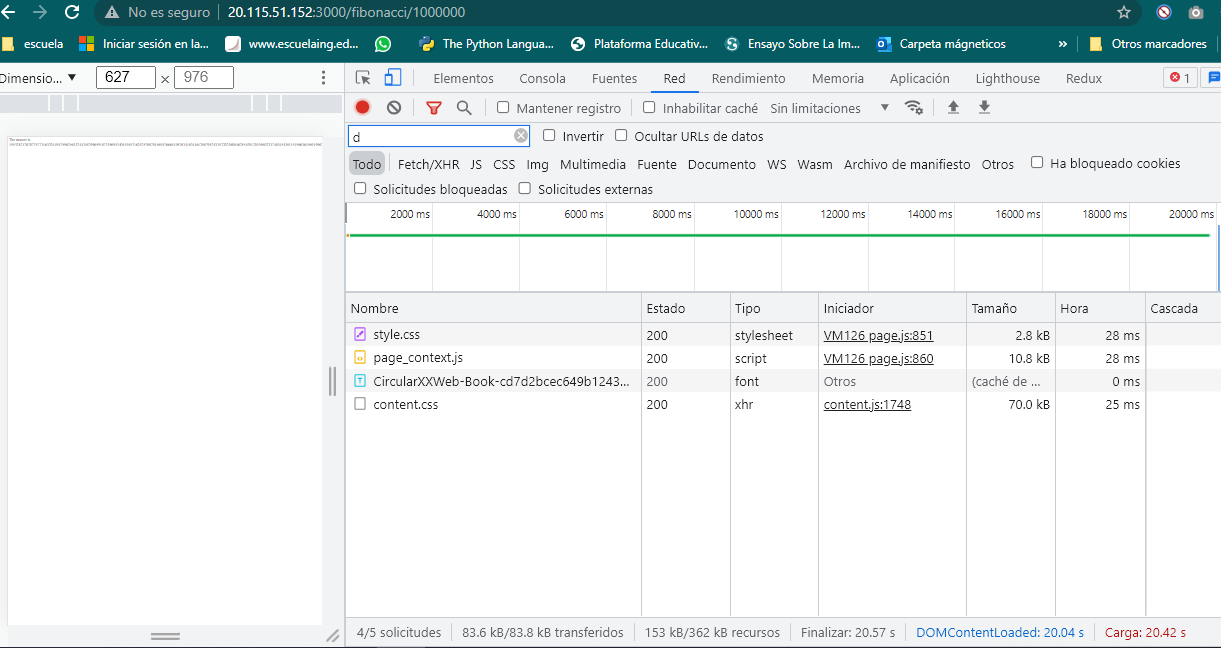 No es seguro 20.115.51.152:3000/fibonacci/1000000
escuela Iniciar sesión en la... www.escuelaing.ed... The Python Langua... Plataforma Educativ... Ensayo Sobre La Im... Carpeta mágneticos » Otros marcadores
Dimensio... ▼ 627 x 976 Elementos Consola Fuentes Red Rendimiento Memoria Aplicación Lighthouse Redux 1
Mantener registro Inhabilitar caché Sin limitaciones ▼
d Invertir Ocultar URLs de datos
Todo Fetch/XHR JS CSS Img Multimedia Fuente Documento WS Wasm Archivo de manifiesto Otros Ha bloqueado cookies
Solicitudes bloqueadas Solicitudes externas
2000 ms 4000 ms 6000 ms 8000 ms 10000 ms 12000 ms 14000 ms 16000 ms 18000 ms 20000 ms
Nombre Estado Tipo Iniciador Tamaño Hora Cascada
style.css 200 stylesheet VM126 page.js:851 2.8 kB 28 ms
page_context.js 200 script VM126 page.js:860 10.8 kB 28 ms
CircularXXWeb-Book-cd7d2bcec649b1243... 200 font Otros (caché de ... 0 ms
content.css 200 xhr content.js:1748 70.0 kB 25 ms
4/5 solicitudes 83.6 kB/83.8 kB transferidos 153 kB/362 kB recursos Finalizar: 20.57 s DOMContentLoaded: 20.04 s Carga: 20.42 s